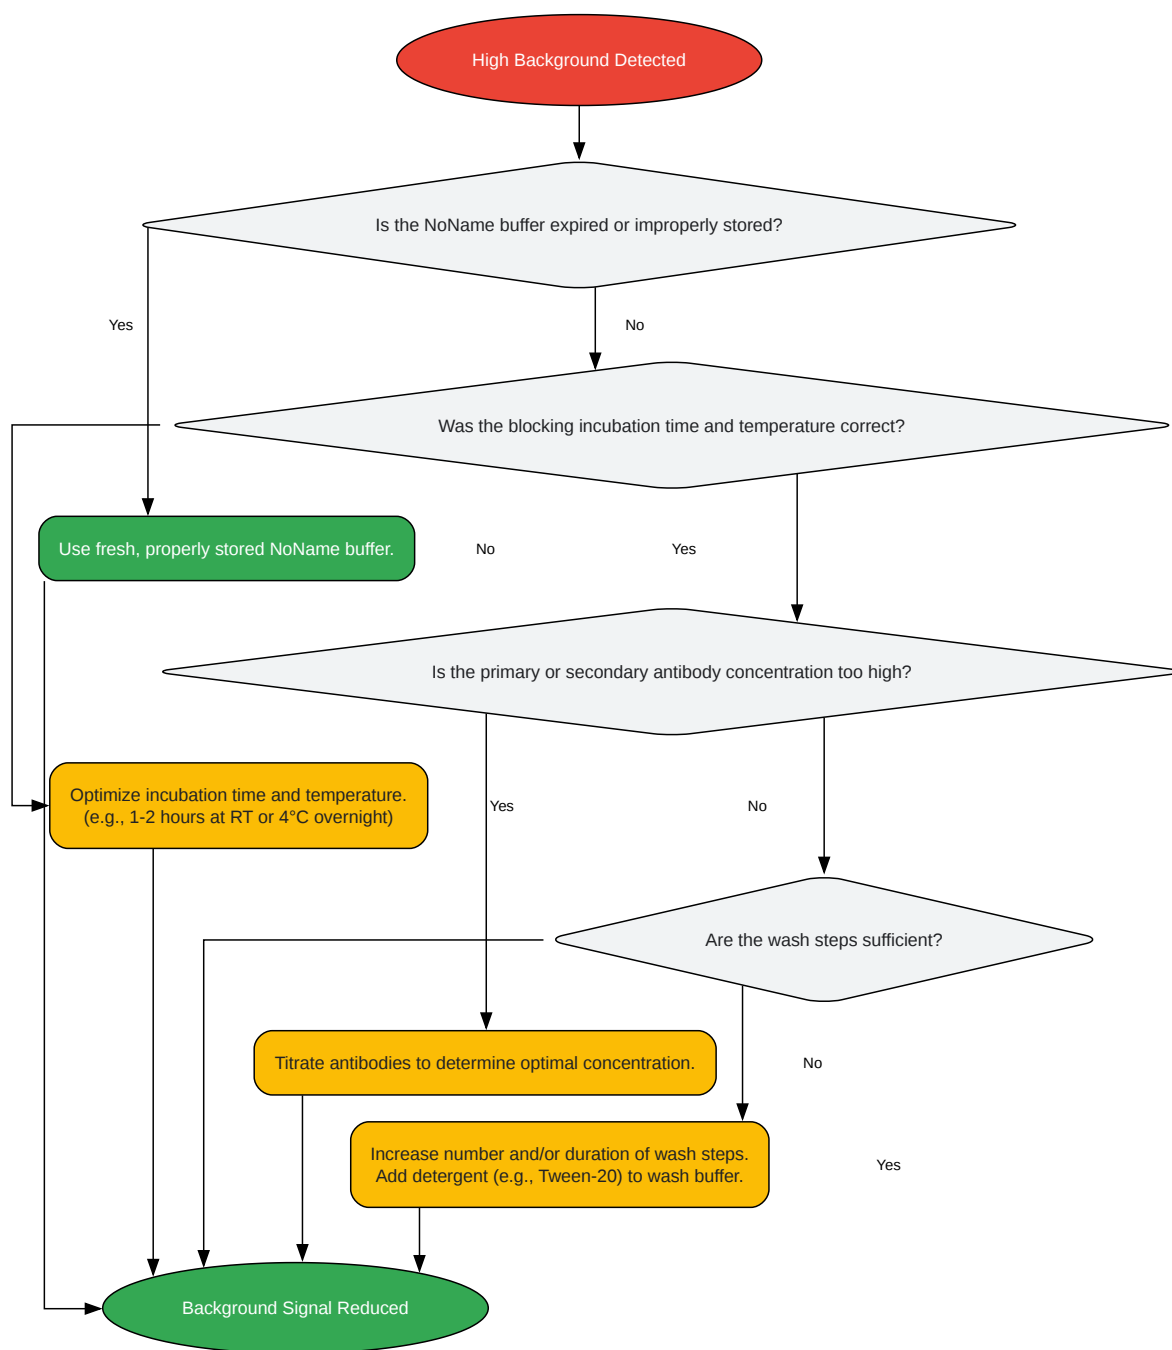 High Background Detected
Is the NoName buffer expired or improperly stored?
Yes
No
Was the blocking incubation time and temperature correct?
Use fresh, properly stored NoName buffer.
No
Yes
Is the primary or secondary antibody concentration too high?
Optimize incubation time and temperature.
(e.g., 1-2 hours at RT or 4°C overnight)
Yes
No
Are the wash steps sufficient?
Titrate antibodies to determine optimal concentration.
No
Increase number and/or duration of wash steps.
Add detergent (e.g., Tween-20) to wash buffer.
Yes
Background Signal Reduced